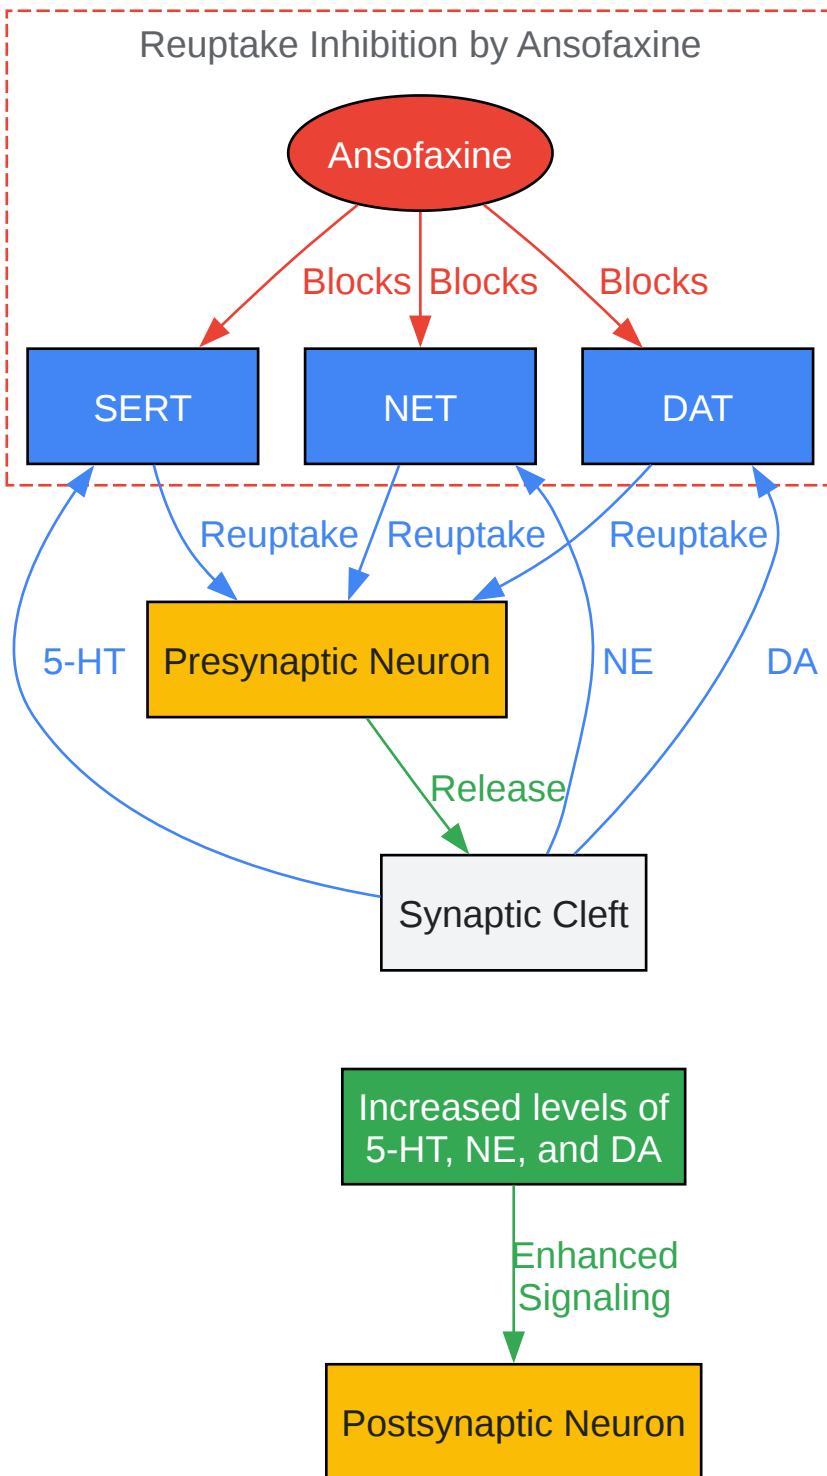 Reuptake Inhibition by Ansofaxine
Ansofaxine
Blocks
Blocks
Blocks
SERT
NET
DAT
Reuptake
Reuptake
Reuptake
5-HT
Presynaptic Neuron
NE
DA
Release
Synaptic Cleft
Increased levels of
5-HT, NE, and DA
Enhanced
Signaling
Postsynaptic Neuron